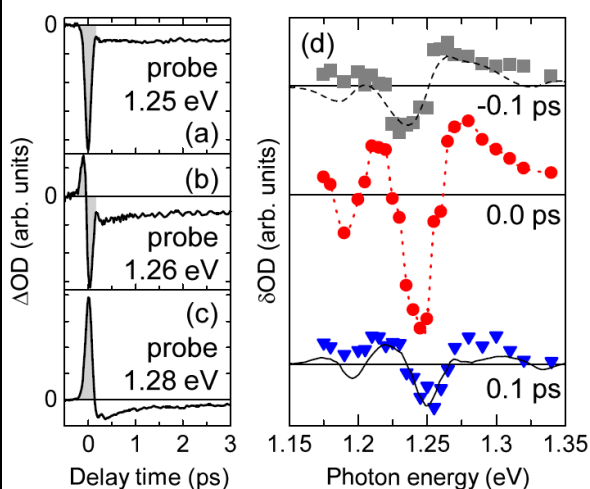 ΔOD (arb. units)
0
probe
1.25 eV
(a)
(b)
0
probe
1.26 eV
(c)
probe
1.28 eV
0
0 1 2 3
Delay time (ps)
δOD (arb. units)
(d)
-0.1 ps
0.0 ps
0.1 ps
1.15 1.20 1.25 1.30 1.35
Photon energy (eV)